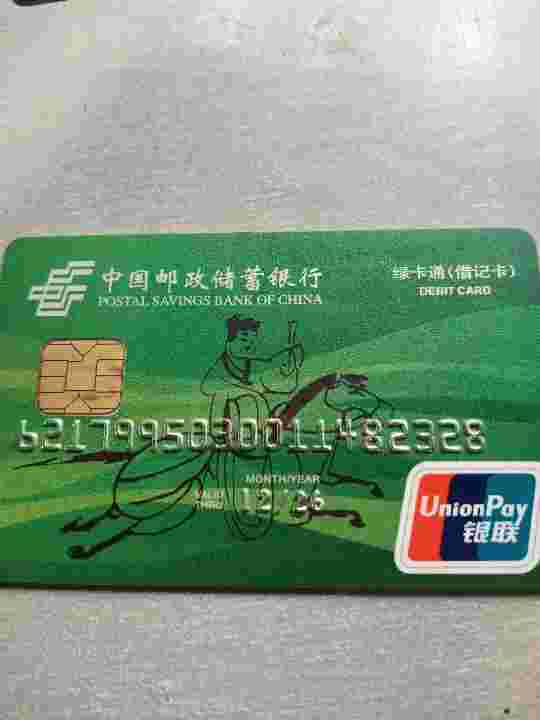 中国邮政储蓄银行
POSTAL SAVINGS BANK OF CHINA
绿卡通(借记卡)
DEBIT CARD
6217995030011482328
MONTH/YEAR
VALID
THRU 12/26
UnionPay
银联